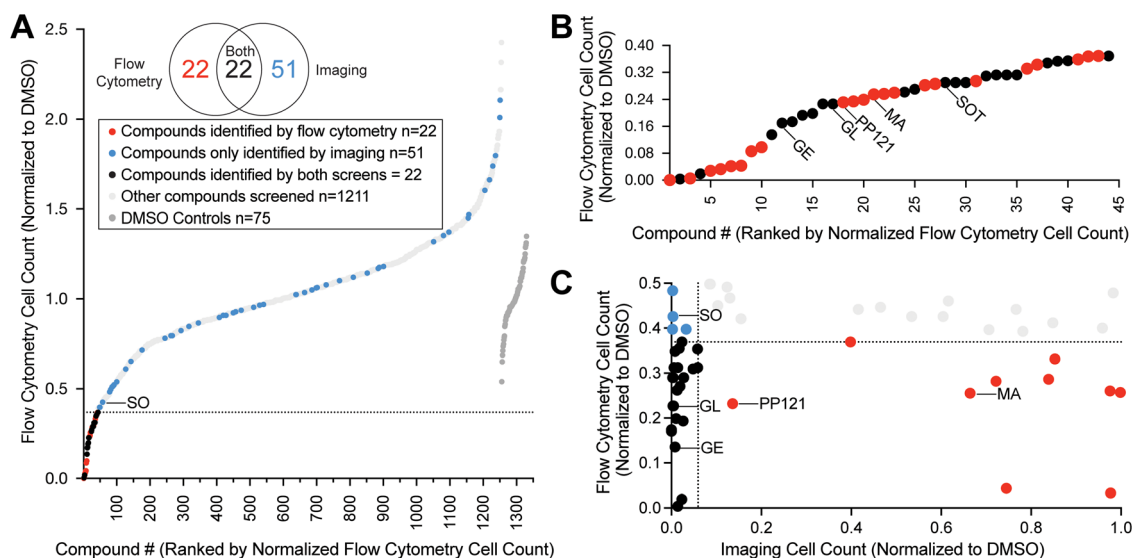 A
Flow Cytometry Cell Count (Normalized to DMSO)
2.5
2.0
1.5
1.0
0.5
0.0
Flow
Cytometry
22
Both
22
51
Imaging
Compounds identified by flow cytometry n=22
Compounds only identified by imaging n=51
Compounds identified by both screens = 22
Other compounds screened n=1211
DMSO Controls n=75
SO
100
200
300
400
500
600
700
800
900
1000
1100
1200
1300
Compound # (Ranked by Normalized Flow Cytometry Cell Count)
B
Flow Cytometry Cell Count
(Normalized to DMSO)
0.40
0.32
0.24
0.16
0.08
0.00
GE
GL
PP121
MA
SOT
5
10
15
20
25
30
35
40
45
Compound # (Ranked by Normalized Flow Cytometry Cell Count)
C
Flow Cytometry Cell Count
(Normalized to DMSO)
0.5
0.4
0.3
0.2
0.1
0.0
SO
GL
GE
PP121
MA
0.0
0.2
0.4
0.6
0.8
1.0
Imaging Cell Count (Normalized to DMSO)